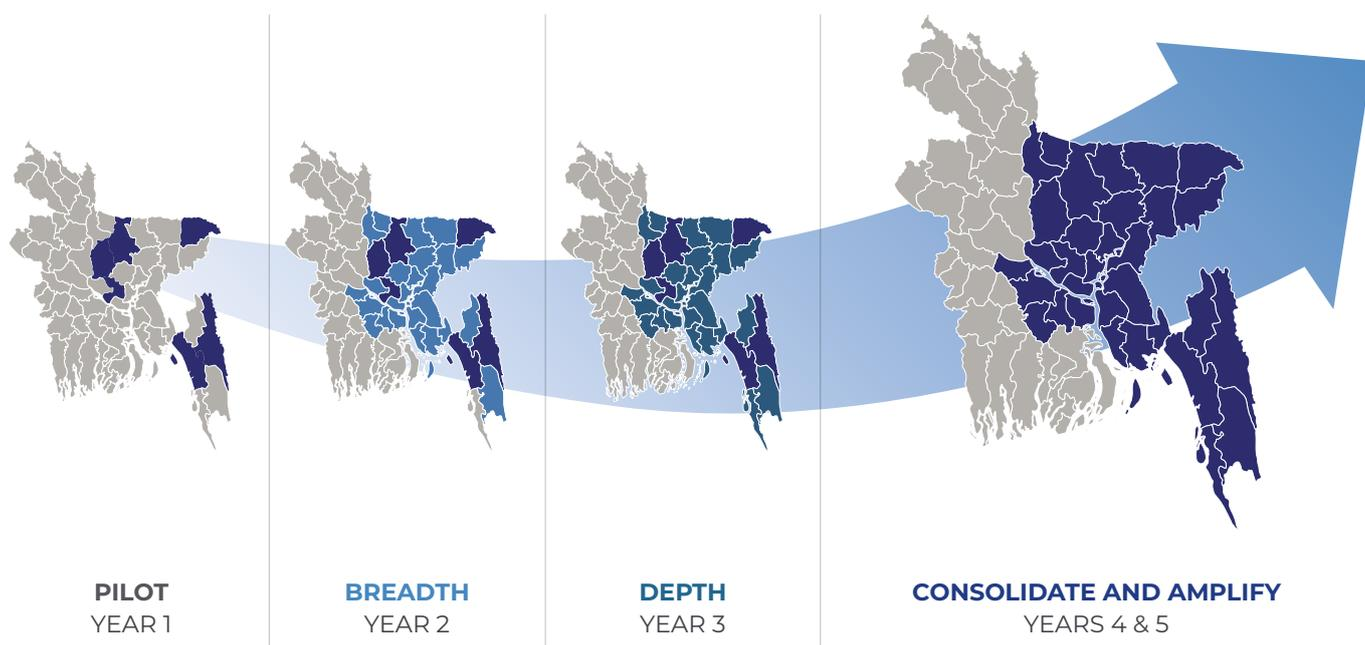 PILOT
YEAR 1
BREADTH
YEAR 2
DEPTH
YEAR 3
CONSOLIDATE AND AMPLIFY
YEARS 4 & 5